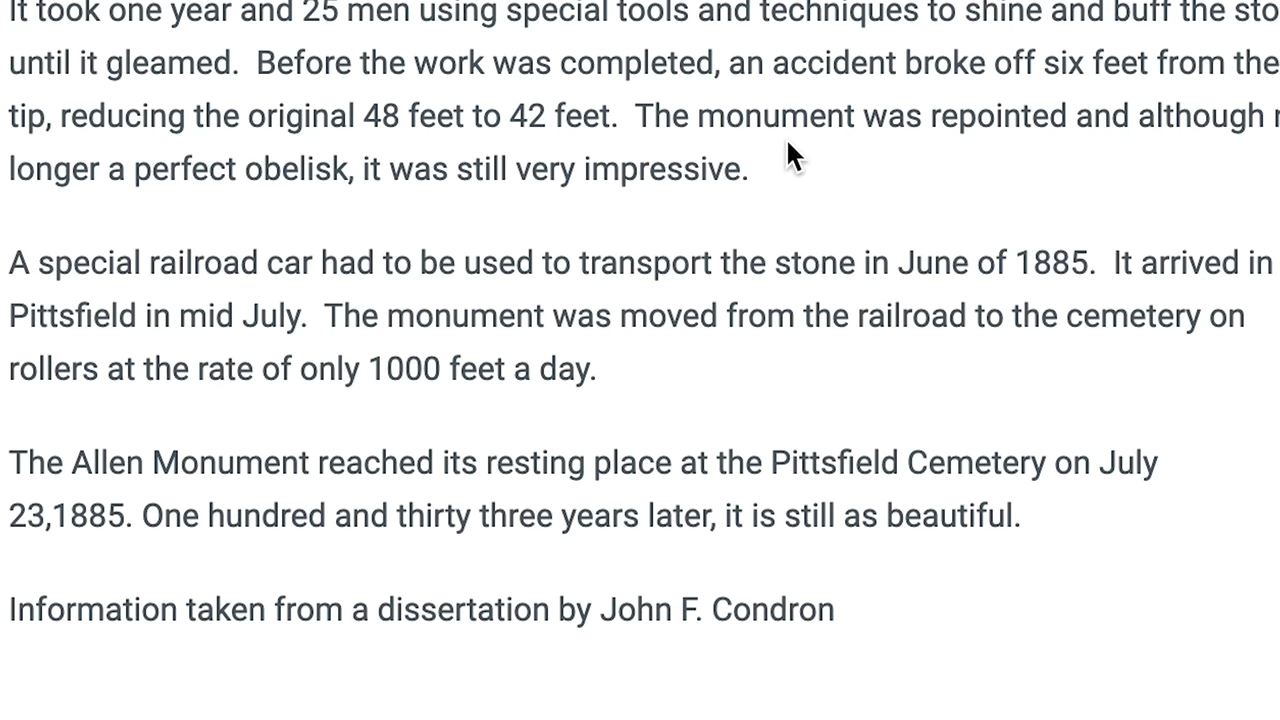 It took one year and 25 men using special tools and techniques to shine and buff the
until it gleamed.  Before the work was completed, an accident broke off six feet from the
tip, reducing the original 48 feet to 42 feet.  The monument was repointed and although
longer a perfect obelisk, it was still very impressive.
A special railroad car had to be used to transport the stone in June of 1885.  It arrived in
Pittsfield in mid July.  The monument was moved from the railroad to the cemetery on
rollers at the rate of only 1000 feet a day.
The Allen Monument reached its resting place at the Pittsfield Cemetery on July
23,1885. One hundred and thirty three years later, it is still as beautiful.
Information taken from a dissertation by John F. Condron